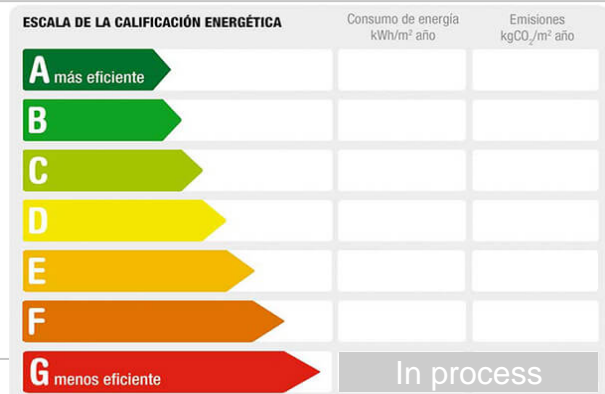 ESCALA DE LA CALIFICACIÓN ENERGÉTICA
Consumo de energía
kWh/m² año
Emisiones
kgCO₂/m² año
A más eficiente
B
C
D
E
F
G menos eficiente
In process